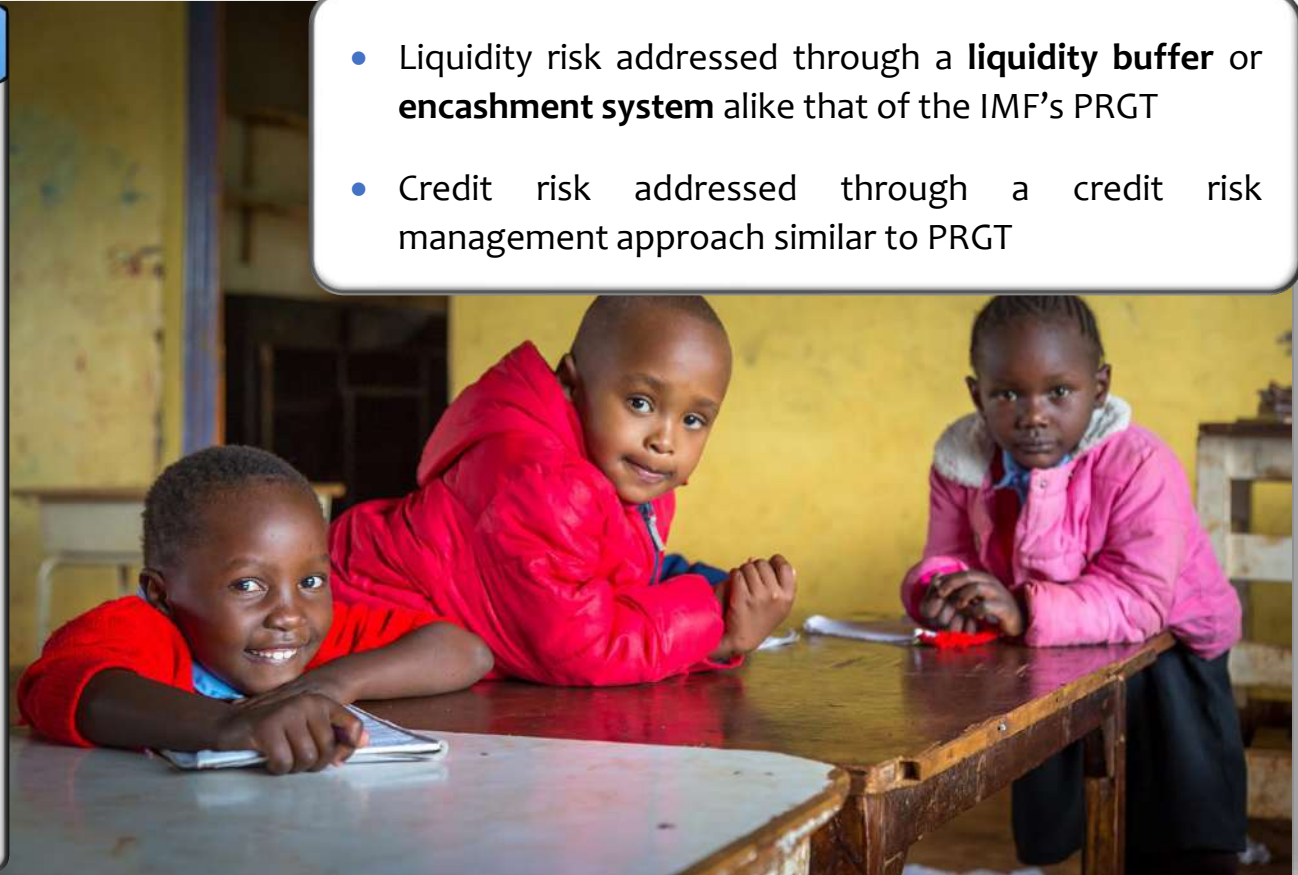 • Liquidity risk addressed through a liquidity buffer or
encashment system alike that of the IMF’s PRGT
• Credit risk addressed through a credit risk
management approach similar to PRGT